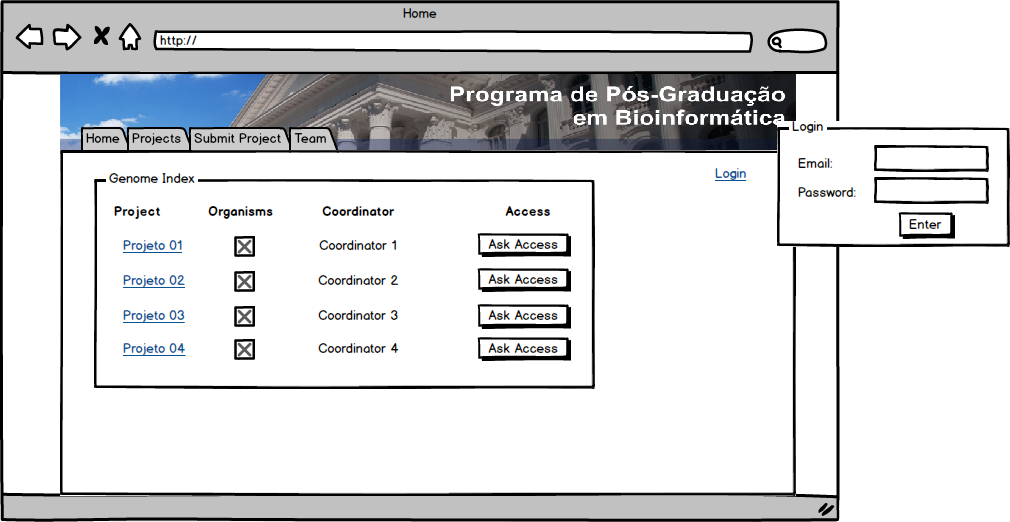 Home
http://
Programa de Pós-Graduação
em Bioinformática
Home Projects Submit Project Team
Login
Email:
Password:
Enter
Login
Genome Index
Project Organisms Coordinator Access
Projeto 01 Coordinator 1 Ask Access
Projeto 02 Coordinator 2 Ask Access
Projeto 03 Coordinator 3 Ask Access
Projeto 04 Coordinator 4 Ask Access